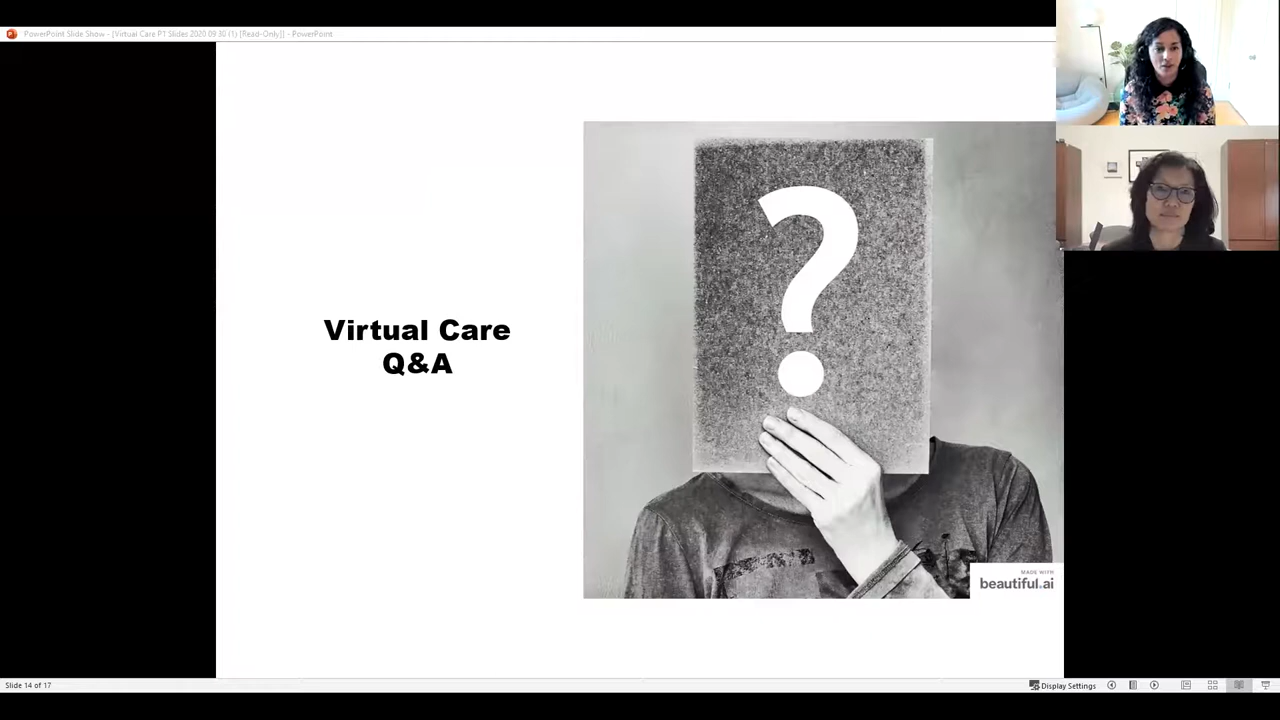 PowerPoint Slide Show - [Virtual Care P1 Slides 2020 09 30 (1) [Read-Only]] - PowerPoint
Virtual Care
Q&A
?
MADE WITH
beautiful.ai
Slide 14 of 17
Display Settings